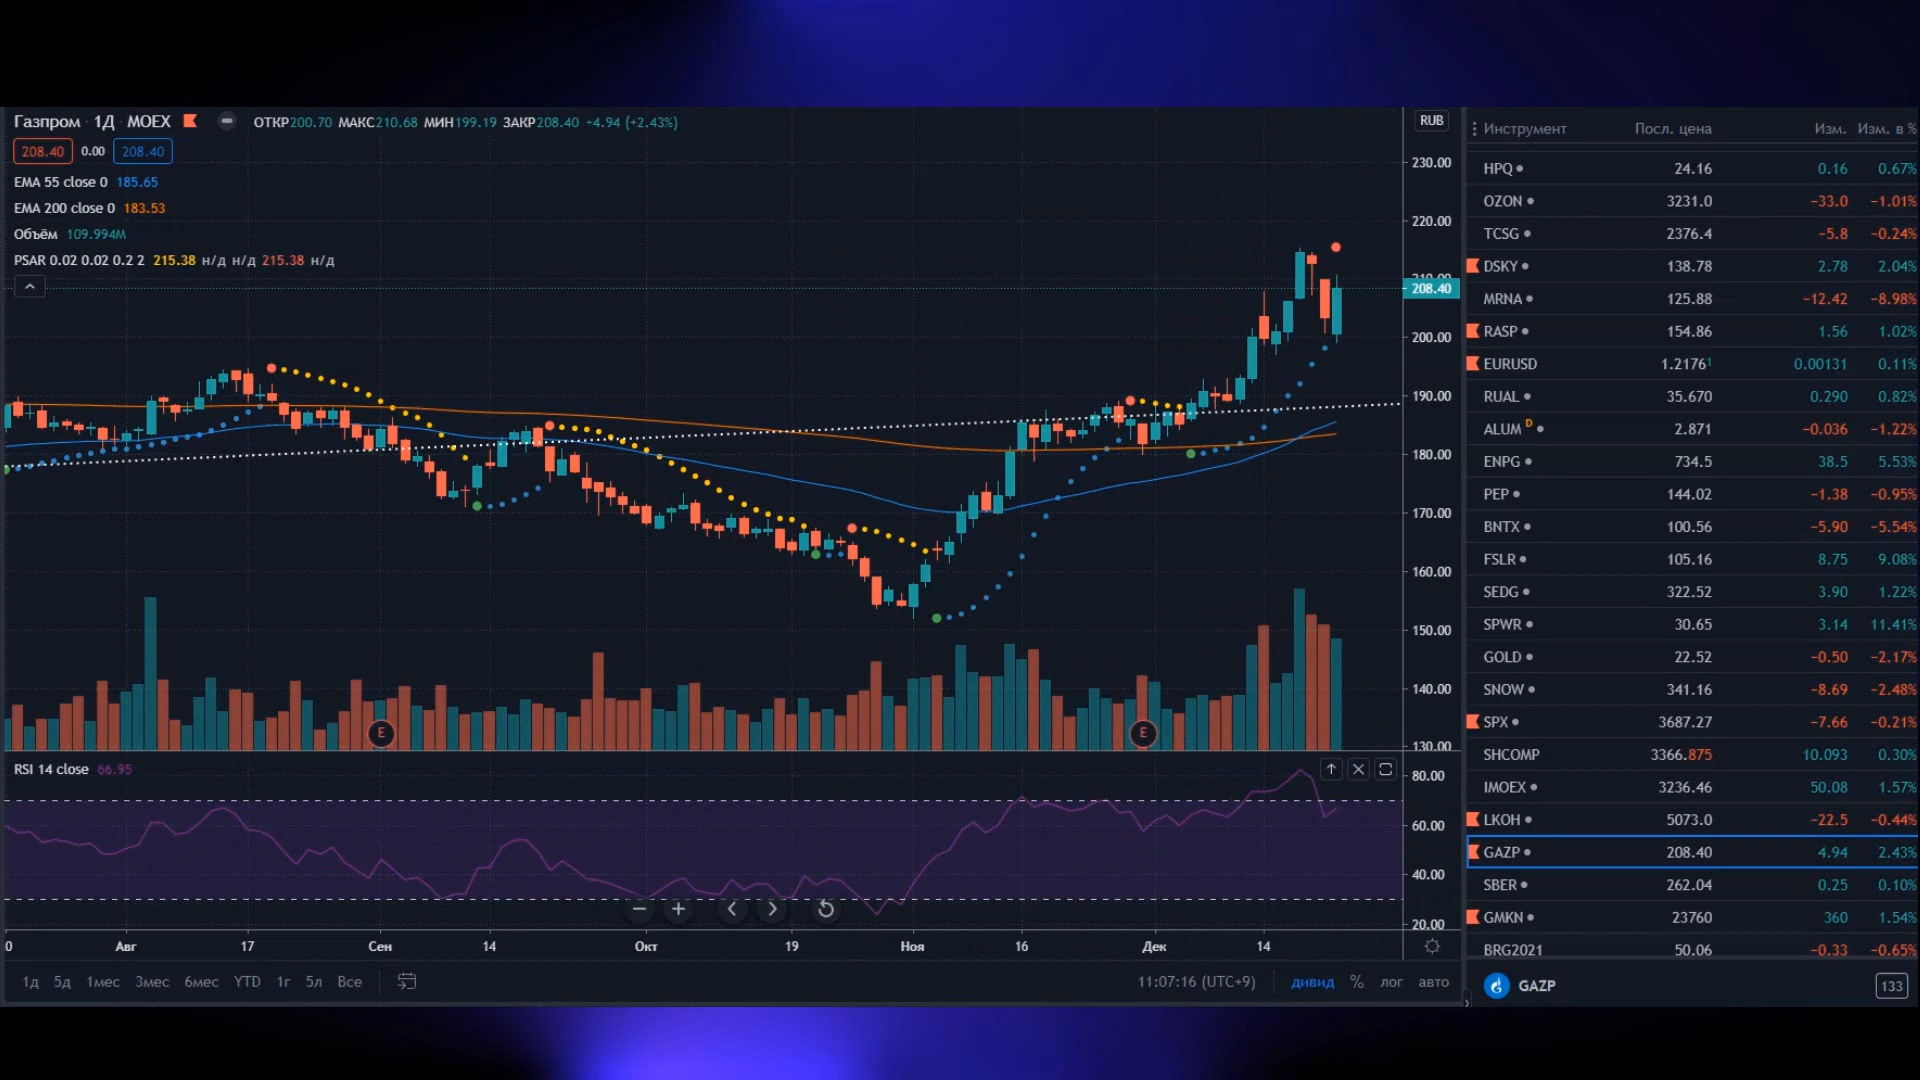 Газпром · 1Д · MOEX ОТКР200.70 МАКС210.68 МИН199.19 ЗАКР208.40 +4.94 (+2.43%)
208.40 0.00 208.40
EMA 55 close 0 185.65
EMA 200 close 0 183.53
Объём 109.994M
PSAR 0.02 0.02 0.2 2 215.38 н/д н/д 215.38 н/д
RUB
230.00
220.00
210.00
208.40
200.00
190.00
180.00
170.00
160.00
150.00
140.00
130.00
E E
RSI 14 close 66.95
80.00
60.00
40.00
20.00
0 Авг 17 Сен 14 Окт 19 Ноя 16 Дек 14
1д 5д 1мес 3мес 6мес YTD 1г 5л Все 11:07:16 (UTC+9) дивид % лог авто
Инструмент Посл. цена Изм. Изм. в %
HPQ 24.16 0.16 0.67%
OZON 3231.0 −33.0 −1.01%
TCSG 2376.4 −5.8 −0.24%
DSKY 138.78 2.78 2.04%
MRNA 125.88 −12.42 −8.98%
RASP 154.86 1.56 1.02%
EURUSD 1.2176¹ 0.00131 0.11%
RUAL 35.670 0.290 0.82%
ALUM D 2.871 −0.036 −1.22%
ENPG 734.5 38.5 5.53%
PEP 144.02 −1.38 −0.95%
BNTX 100.56 −5.90 −5.54%
FSLR 105.16 8.75 9.08%
SEDG 322.52 3.90 1.22%
SPWR 30.65 3.14 11.41%
GOLD 22.52 −0.50 −2.17%
SNOW 341.16 −8.69 −2.48%
SPX 3687.27 −7.66 −0.21%
SHCOMP 3366.875 10.093 0.30%
IMOEX 3236.46 50.08 1.57%
LKOH 5073.0 −22.5 −0.44%
GAZP 208.40 4.94 2.43%
SBER 262.04 0.25 0.10%
GMKN 23760 360 1.54%
BRG2021 50.06 −0.33 −0.65%
GAZP 133